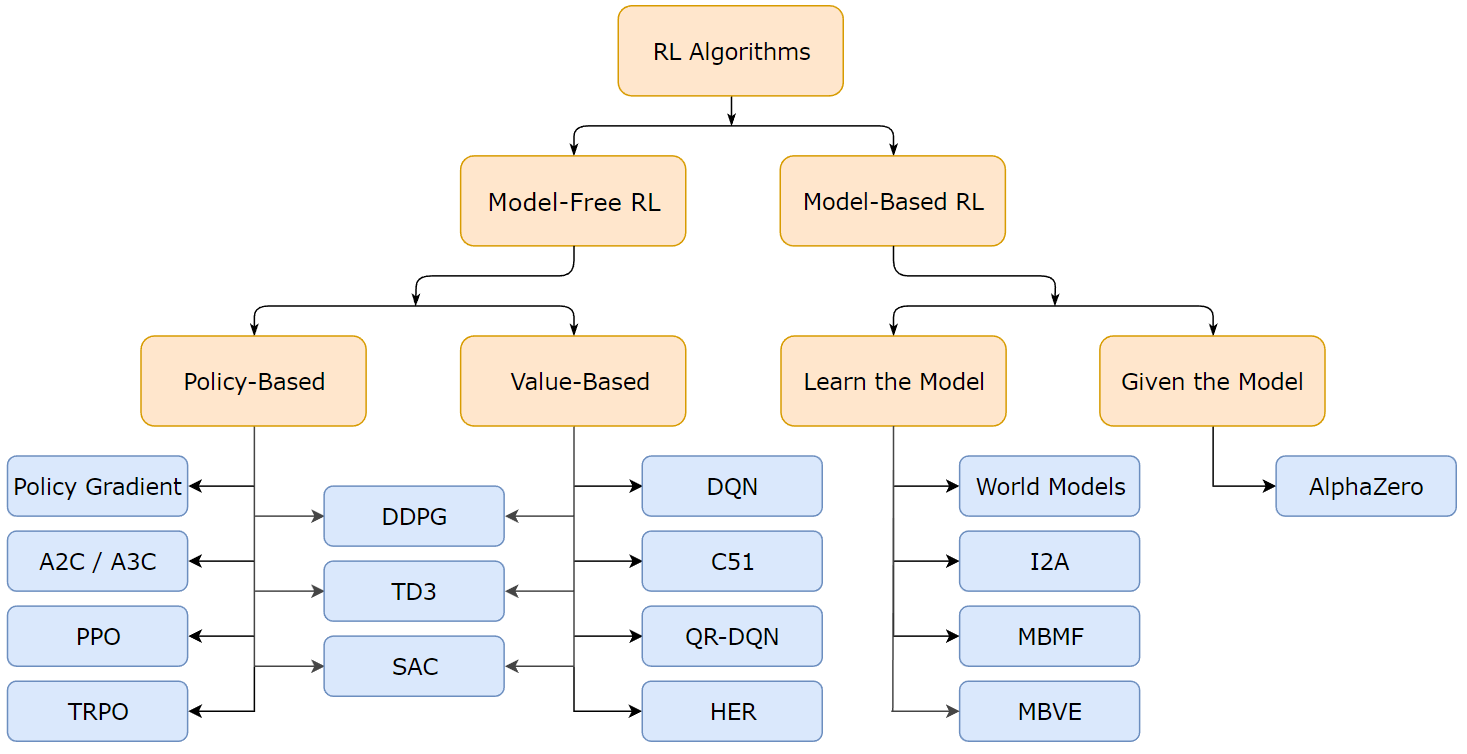 RL Algorithms
Model-Free RL
Model-Based RL
Policy-Based
Value-Based
Learn the Model
Given the Model
Policy Gradient
A2C / A3C
PPO
TRPO
DDPG
TD3
SAC
DQN
C51
QR-DQN
HER
World Models
I2A
MBMF
MBVE
AlphaZero